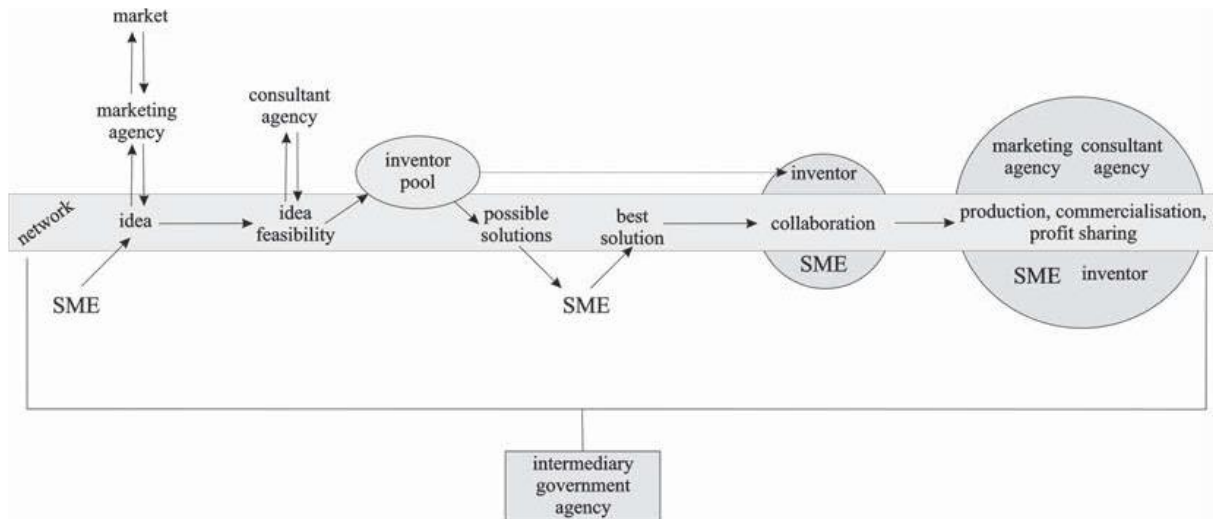 market
marketing
agency
consultant
agency
inventor
pool
network
idea
idea
feasibility
possible
solutions
best
solution
inventor
collaboration
SME
marketing consultant
agency agency
production, commercialisation,
profit sharing
SME inventor
SME
SME
intermediary
government
agency